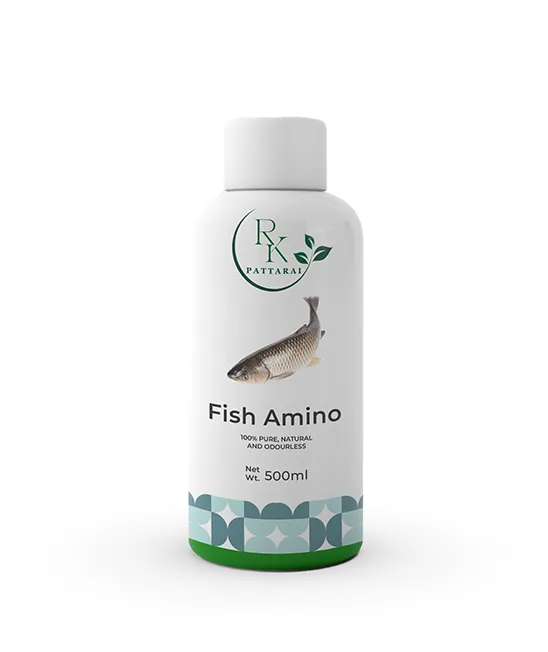 RK
PATTARAI
Fish Amino
100% PURE, NATURAL
AND ODOURLESS
Net
Wt. 500ml